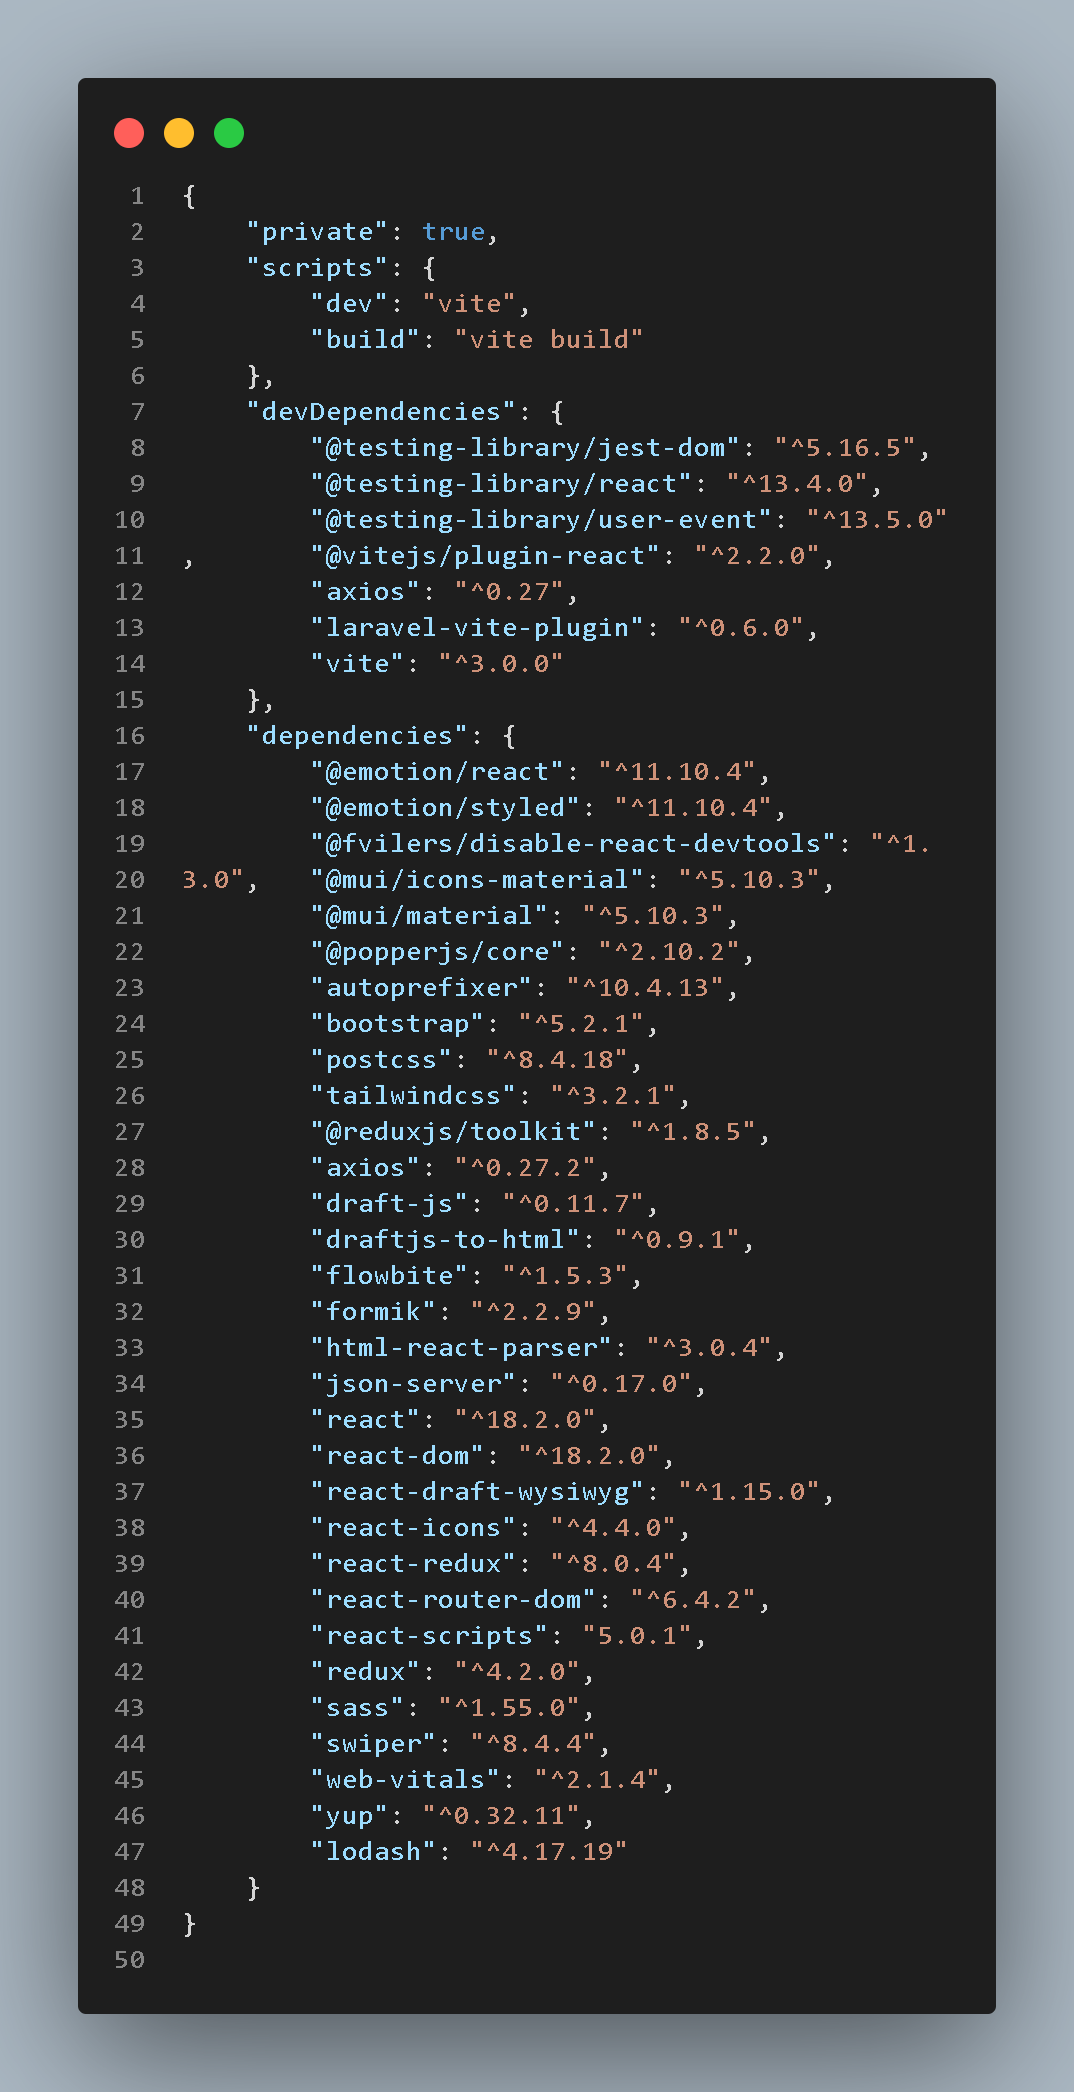 1 {
2     "private": true,
3     "scripts": {
4         "dev": "vite",
5         "build": "vite build"
6     },
7     "devDependencies": {
8         "@testing-library/jest-dom": "^5.16.5",
9         "@testing-library/react": "^13.4.0",
10         "@testing-library/user-event": "^13.5.0"
11 ,       "@vitejs/plugin-react": "^2.2.0",
12         "axios": "^0.27",
13         "laravel-vite-plugin": "^0.6.0",
14         "vite": "^3.0.0"
15     },
16     "dependencies": {
17         "@emotion/react": "^11.10.4",
18         "@emotion/styled": "^11.10.4",
19         "@fvilers/disable-react-devtools": "^1.
20 3.0",   "@mui/icons-material": "^5.10.3",
21         "@mui/material": "^5.10.3",
22         "@popperjs/core": "^2.10.2",
23         "autoprefixer": "^10.4.13",
24         "bootstrap": "^5.2.1",
25         "postcss": "^8.4.18",
26         "tailwindcss": "^3.2.1",
27         "@reduxjs/toolkit": "^1.8.5",
28         "axios": "^0.27.2",
29         "draft-js": "^0.11.7",
30         "draftjs-to-html": "^0.9.1",
31         "flowbite": "^1.5.3",
32         "formik": "^2.2.9",
33         "html-react-parser": "^3.0.4",
34         "json-server": "^0.17.0",
35         "react": "^18.2.0",
36         "react-dom": "^18.2.0",
37         "react-draft-wysiwyg": "^1.15.0",
38         "react-icons": "^4.4.0",
39         "react-redux": "^8.0.4",
40         "react-router-dom": "^6.4.2",
41         "react-scripts": "5.0.1",
42         "redux": "^4.2.0",
43         "sass": "^1.55.0",
44         "swiper": "^8.4.4",
45         "web-vitals": "^2.1.4",
46         "yup": "^0.32.11",
47         "lodash": "^4.17.19"
48     }
49 }
50